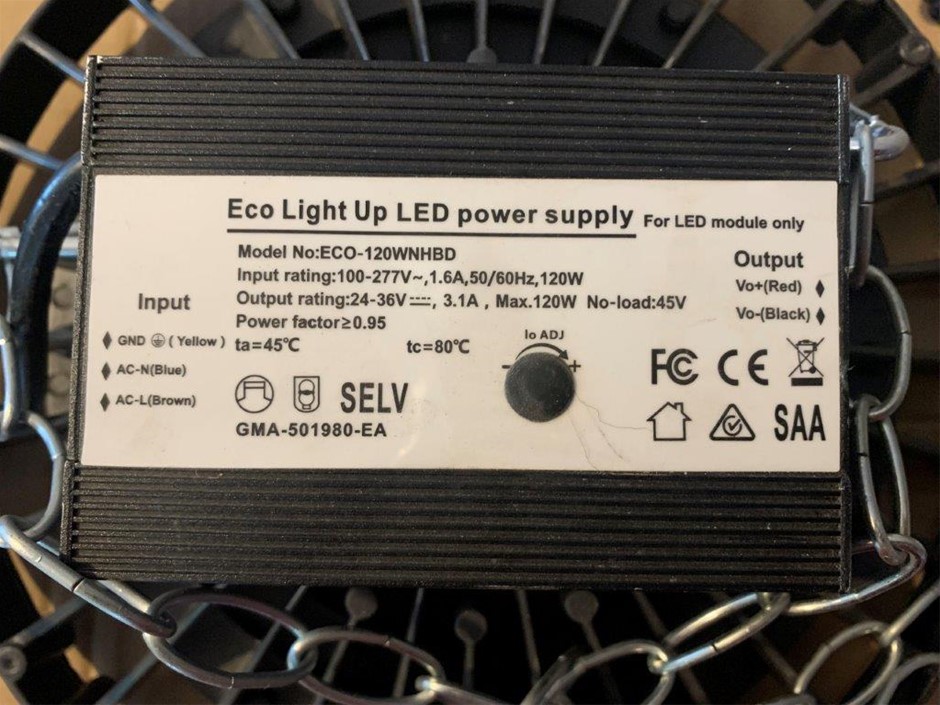 Eco Light Up LED power supply For LED module only
Model No:ECO-120WNHBD
Input rating:100-277V~,1.6A,50/60Hz,120W
Output rating:24-36V⎓, 3.1A , Max.120W No-load:45V
Power factor≥0.95
ta=45℃ tc=80℃
Input
GND ⏚ ( Yellow )
AC-N(Blue)
AC-L(Brown)
Output
Vo+(Red)
Vo-(Black)
Io ADJ
- +
SELV
GMA-501980-EA
FC CE
SAA